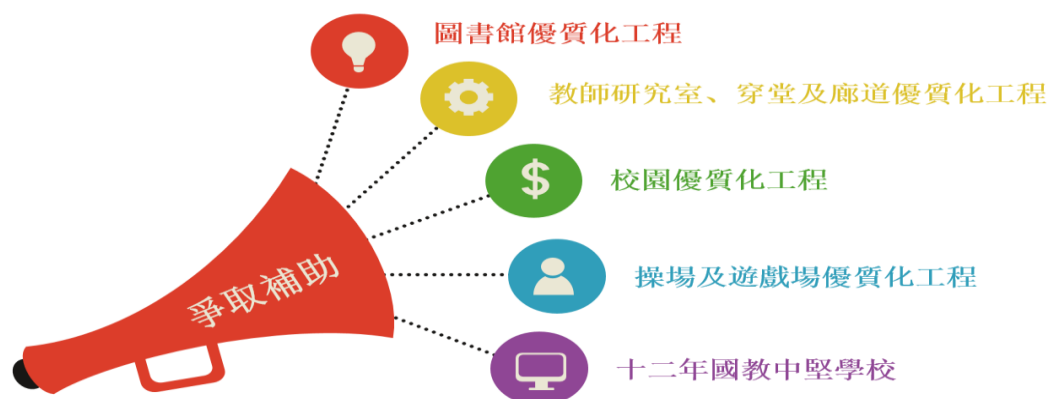 圖書館優質化工程
教師研究室、穿堂及廊道優質化工程
校園優質化工程
操場及遊戲場優質化工程
十二年國教中堅學校
爭取補助